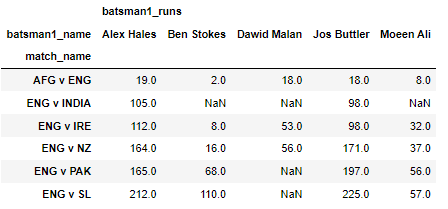 batsman1_runs
batsman1_name Alex Hales Ben Stokes Dawid Malan Jos Buttler Moeen Ali
match_name
AFG v ENG 19.0 2.0 18.0 18.0 8.0
ENG v INDIA 105.0 NaN NaN 98.0 NaN
ENG v IRE 112.0 8.0 53.0 98.0 32.0
ENG v NZ 164.0 16.0 56.0 171.0 37.0
ENG v PAK 165.0 68.0 NaN 197.0 56.0
ENG v SL 212.0 110.0 NaN 225.0 57.0